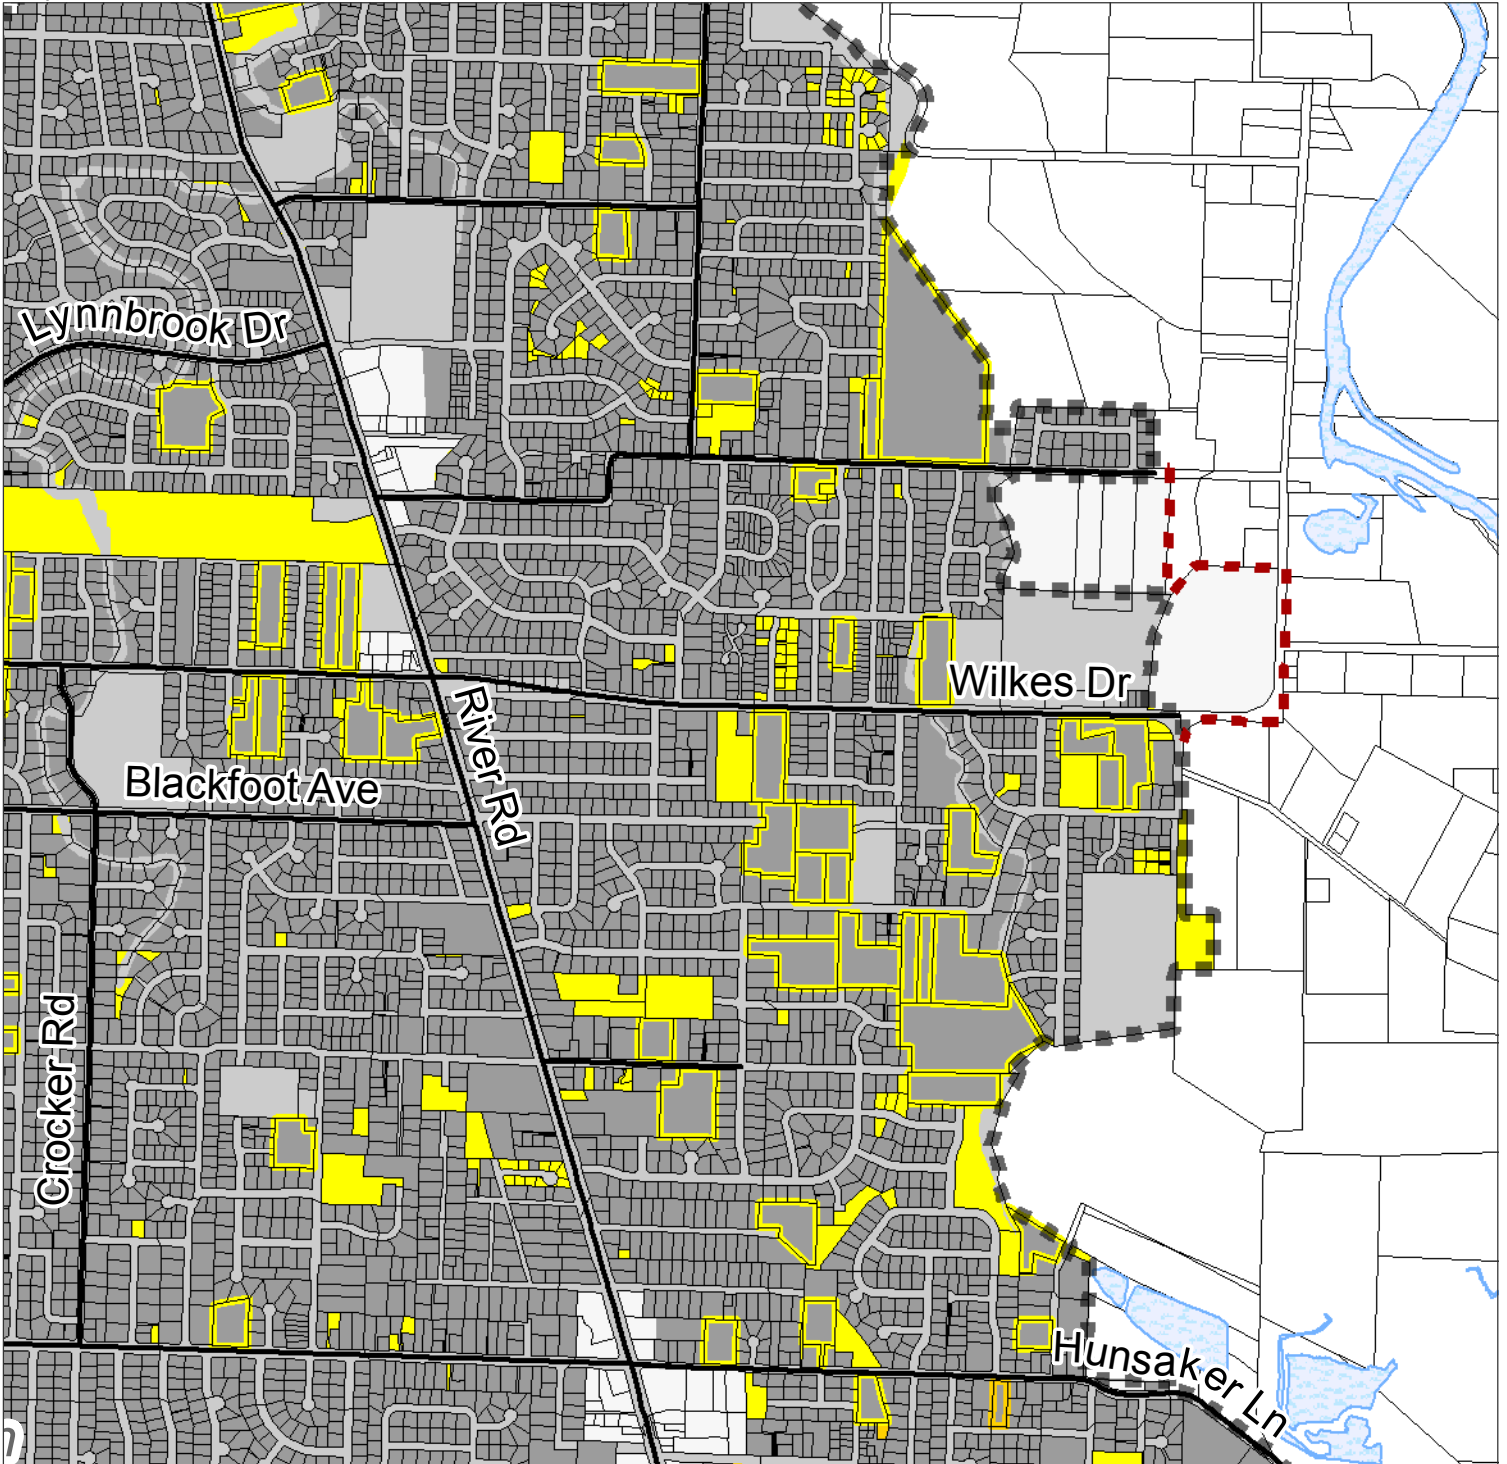 Lynnbrook Dr
Wilkes Dr
River Rd
Blackfoot Ave
Crocker Rd
Hunsaker Ln